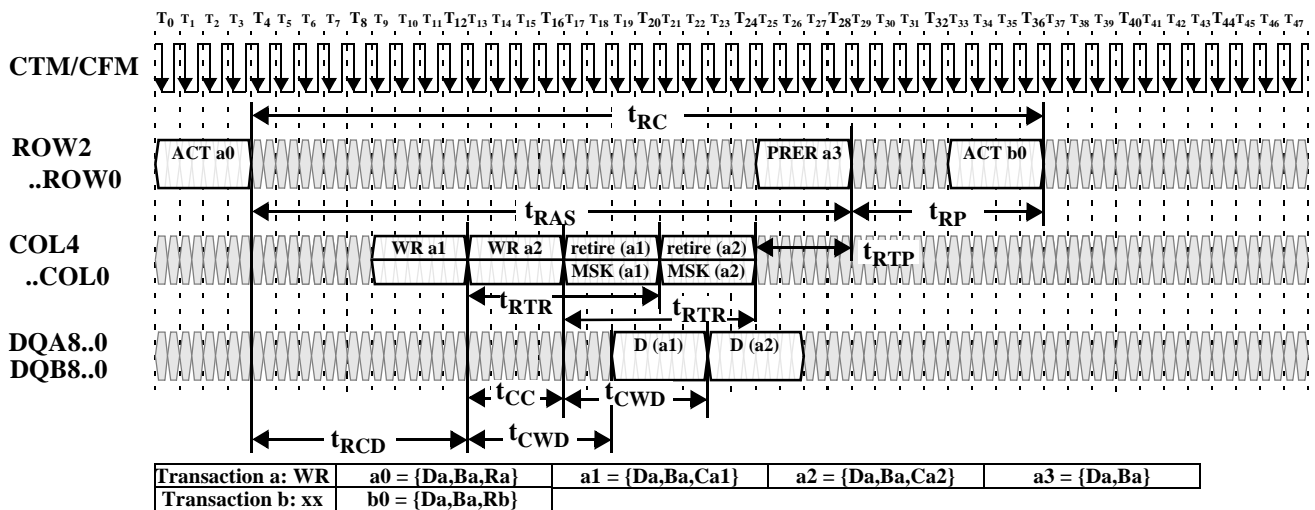 T0 T1 T2 T3 T4 T5 T6 T7 T8 T9 T10 T11 T12 T13 T14 T15 T16 T17 T18 T19 T20 T21 T22 T23 T24 T25 T26 T27 T28 T29 T30 T31 T32 T33 T34 T35 T36 T37 T38 T39 T40 T41 T42 T43 T44 T45 T46 T47
CTM/CFM
tRC
ROW2
..ROW0
ACT a0
PRER a3
ACT b0
tRAS
tRP
COL4
..COL0
WR a1
WR a2
retire (a1)
retire (a2)
MSK (a1)
MSK (a2)
tRTP
tRTR
tRTR
DQA8..0
DQB8..0
D (a1)
D (a2)
tCC
tCWD
tRCD
tCWD
Transaction a: WR a0 = {Da,Ba,Ra} a1 = {Da,Ba,Ca1} a2 = {Da,Ba,Ca2} a3 = {Da,Ba}
Transaction b: xx b0 = {Da,Ba,Rb}